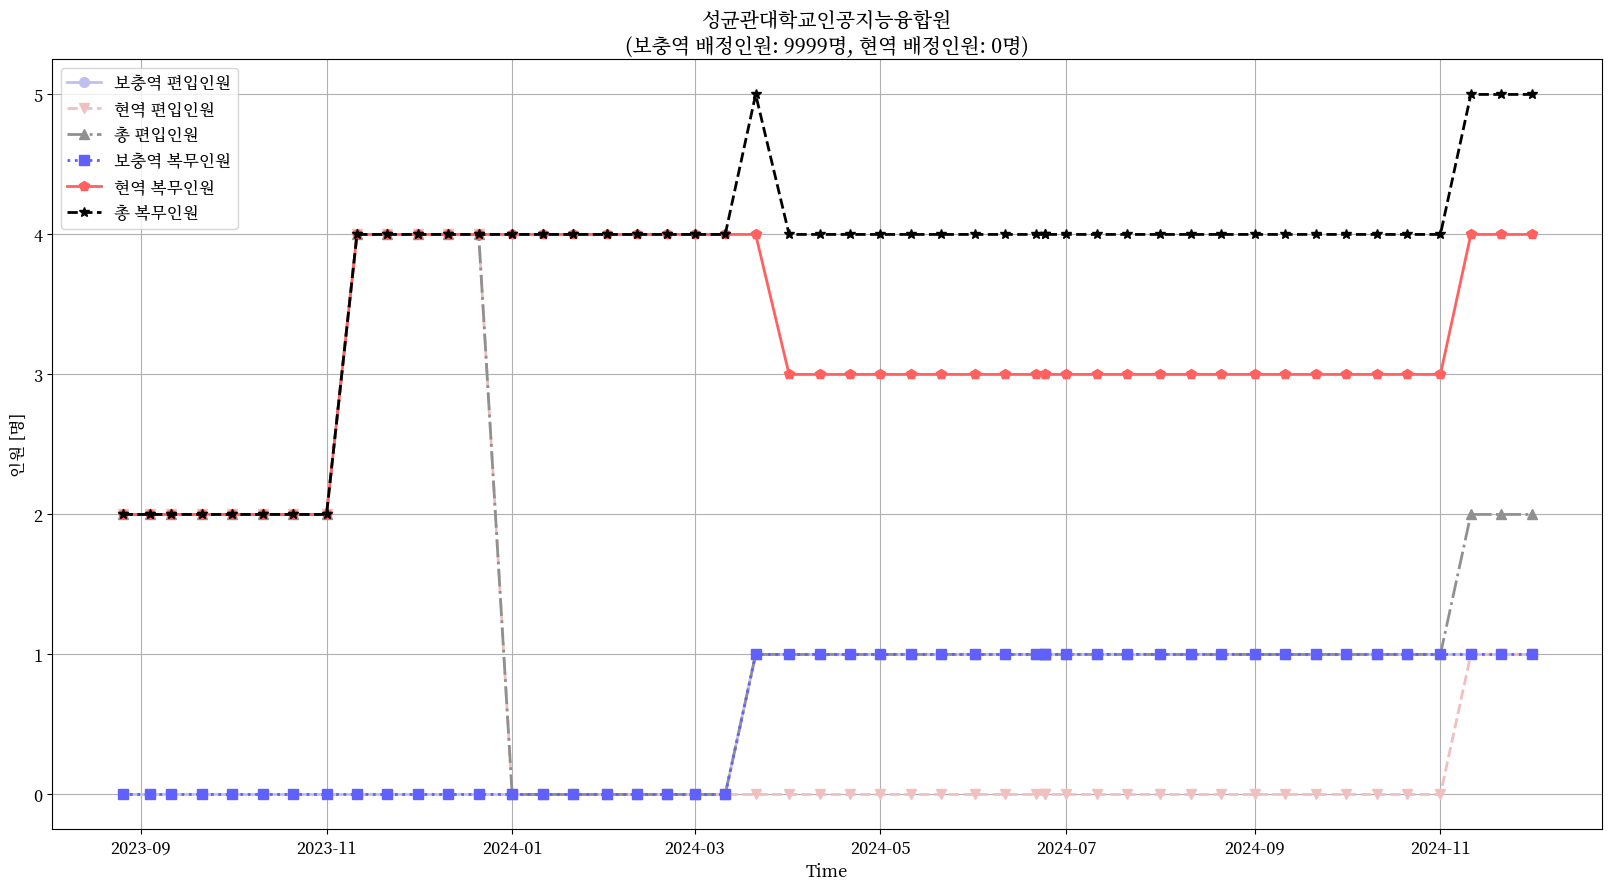 성균관대학교인공지능융합원
(보충역 배정인원: 9999명, 현역 배정인원: 0명)
보충역 편입인원
현역 편입인원
총 편입인원
보충역 복무인원
현역 복무인원
총 복무인원
5
4
3
2
1
0
인원 [명]
2023-09
2023-11
2024-01
2024-03
2024-05
2024-07
2024-09
2024-11
Time